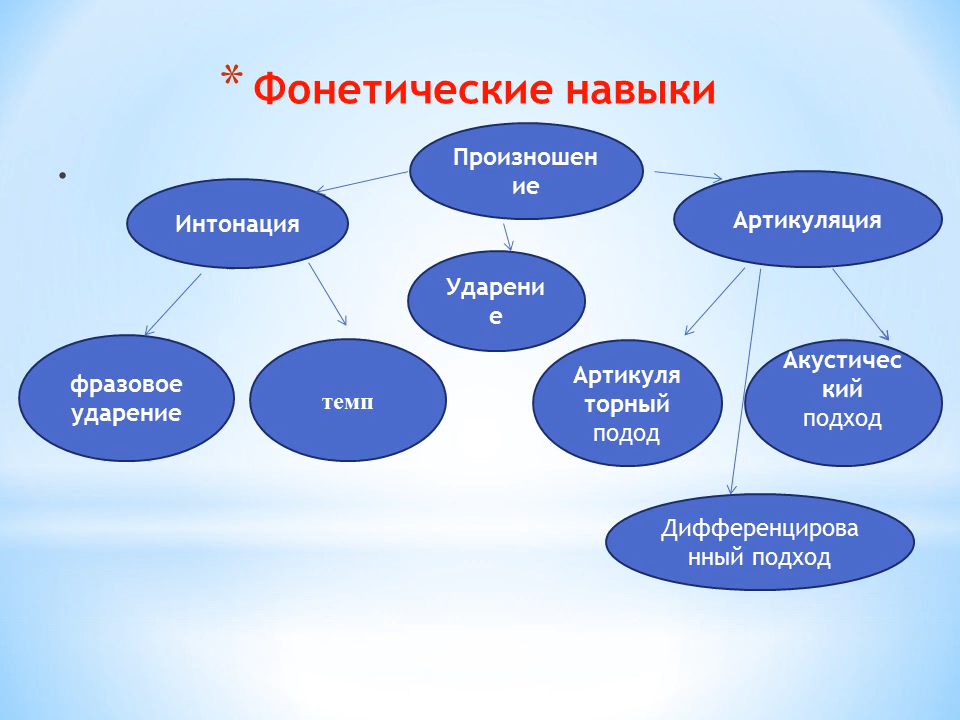 * Фонетические навыки
•
Произношен
ие
Интонация
Артикуляция
Ударени
е
фразовое
ударение
темп
Артикуля
торный
подод
Акустичес
кий
подход
Дифференцирова
нный подход